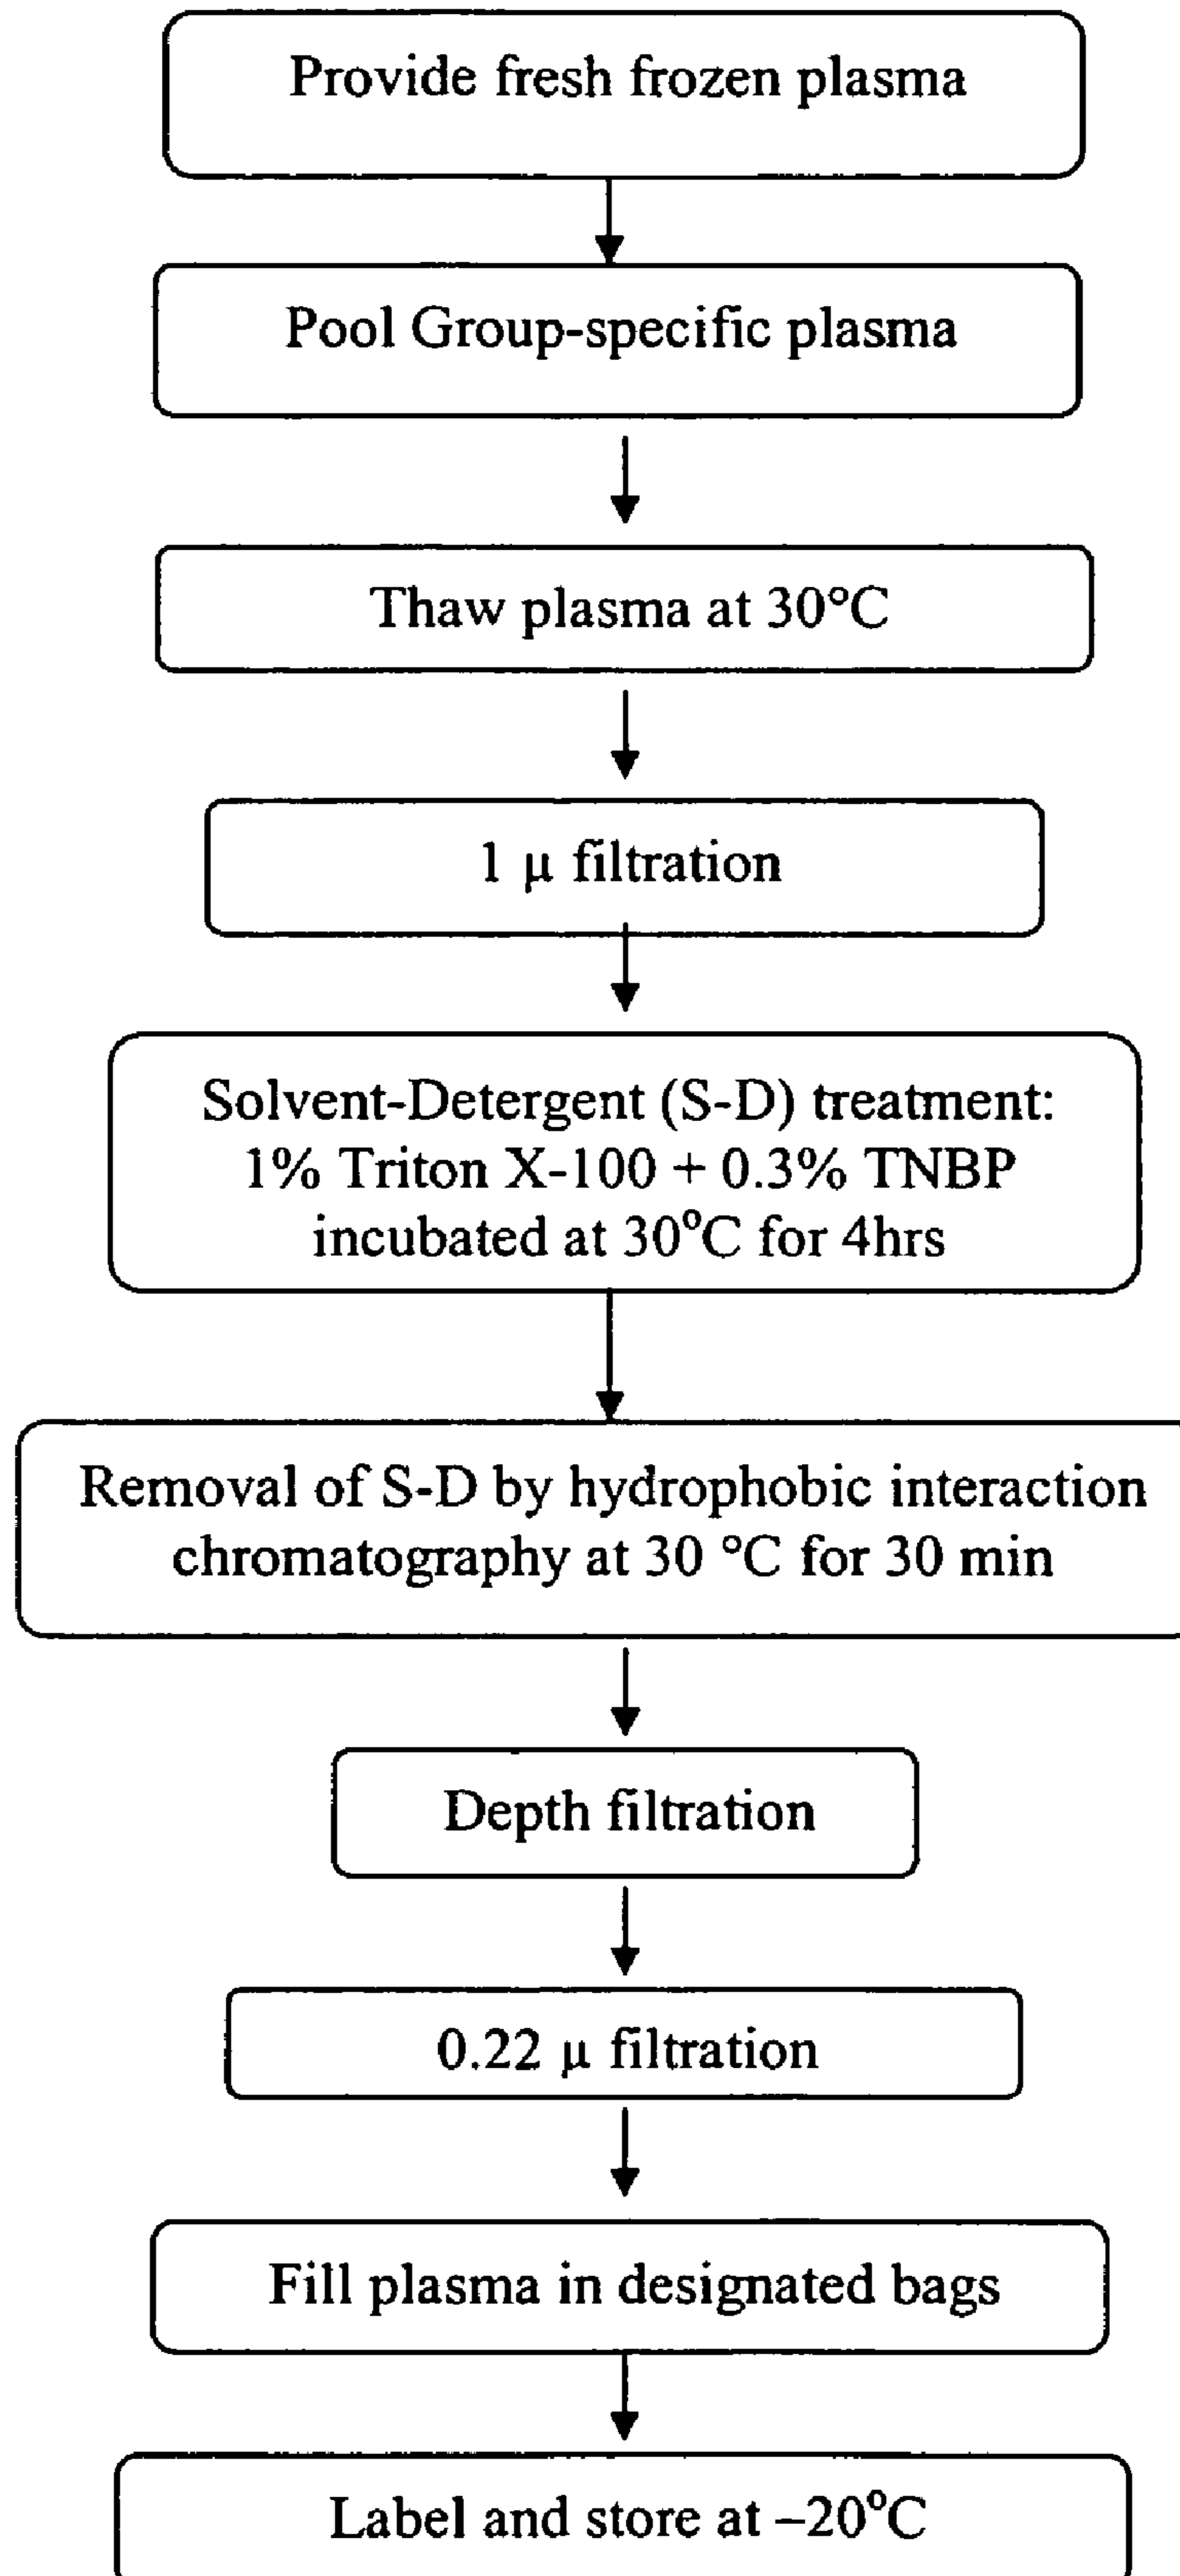 Provide fresh frozen plasma
Pool Group-specific plasma
Thaw plasma at 30°C
1 μ filtration
Solvent-Detergent (S-D) treatment:
1% Triton X-100 + 0.3% TNBP
incubated at 30°C for 4hrs
Removal of S-D by hydrophobic interaction
chromatography at 30 °C for 30 min
Depth filtration
0.22 μ filtration
Fill plasma in designated bags
Label and store at –20°C